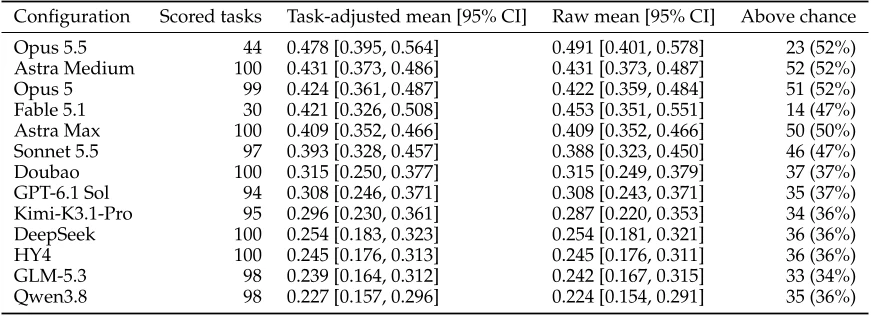 Configuration Scored tasks Task-adjusted mean [95% CI] Raw mean [95% CI] Above chance
Opus 5.5 44 0.478 [0.395, 0.564] 0.491 [0.401, 0.578] 23 (52%)
Astra Medium 100 0.431 [0.373, 0.486] 0.431 [0.373, 0.487] 52 (52%)
Opus 5 99 0.424 [0.361, 0.487] 0.422 [0.359, 0.484] 51 (52%)
Fable 5.1 30 0.421 [0.326, 0.508] 0.453 [0.351, 0.551] 14 (47%)
Astra Max 100 0.409 [0.352, 0.466] 0.409 [0.352, 0.466] 50 (50%)
Sonnet 5.5 97 0.393 [0.328, 0.457] 0.388 [0.323, 0.450] 46 (47%)
Doubao 100 0.315 [0.250, 0.377] 0.315 [0.249, 0.379] 37 (37%)
GPT-6.1 Sol 94 0.308 [0.246, 0.371] 0.308 [0.243, 0.371] 35 (37%)
Kimi-K3.1-Pro 95 0.296 [0.230, 0.361] 0.287 [0.220, 0.353] 34 (36%)
DeepSeek 100 0.254 [0.183, 0.323] 0.254 [0.181, 0.321] 36 (36%)
HY4 100 0.245 [0.176, 0.313] 0.245 [0.176, 0.311] 36 (36%)
GLM-5.3 98 0.239 [0.164, 0.312] 0.242 [0.167, 0.315] 33 (34%)
Qwen3.8 98 0.227 [0.157, 0.296] 0.224 [0.154, 0.291] 35 (36%)